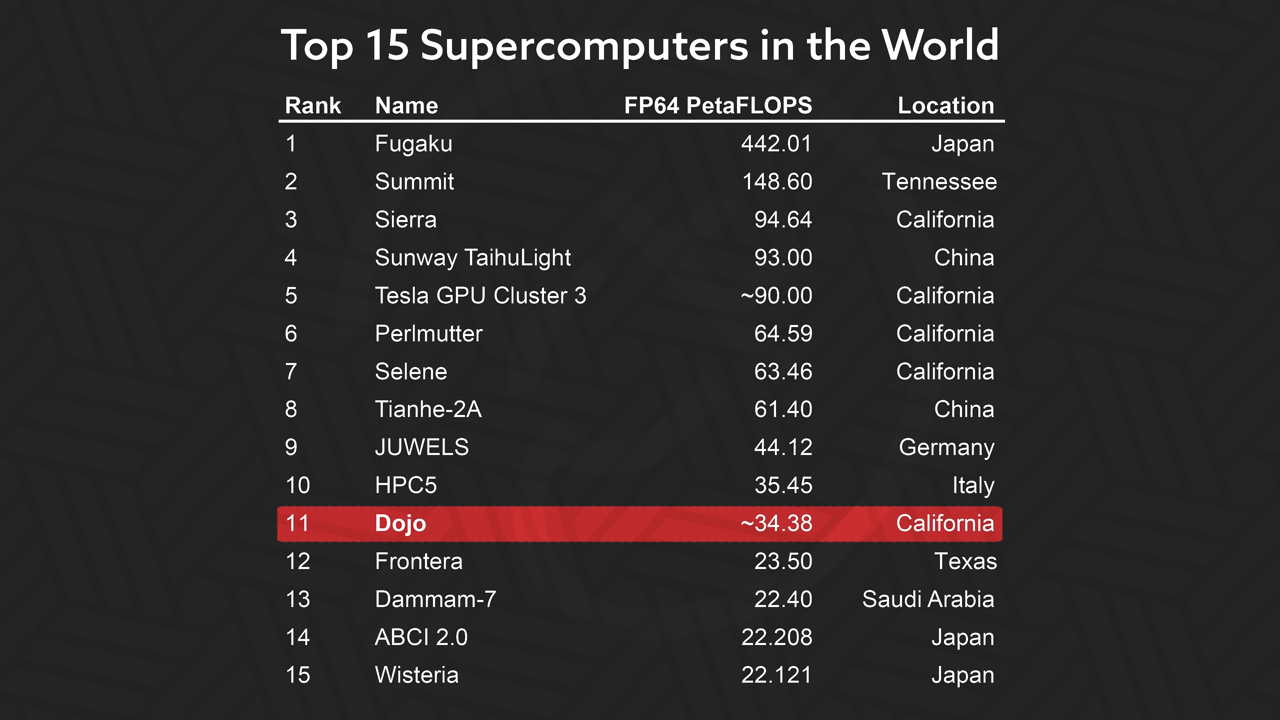 Top 15 Supercomputers in the World
Rank Name FP64 PetaFLOPS Location
1 Fugaku 442.01 Japan
2 Summit 148.60 Tennessee
3 Sierra 94.64 California
4 Sunway TaihuLight 93.00 China
5 Tesla GPU Cluster 3 ~90.00 California
6 Perlmutter 64.59 California
7 Selene 63.46 California
8 Tianhe-2A 61.40 China
9 JUWELS 44.12 Germany
10 HPC5 35.45 Italy
11 Dojo ~34.38 California
12 Frontera 23.50 Texas
13 Dammam-7 22.40 Saudi Arabia
14 ABCI 2.0 22.208 Japan
15 Wisteria 22.121 Japan